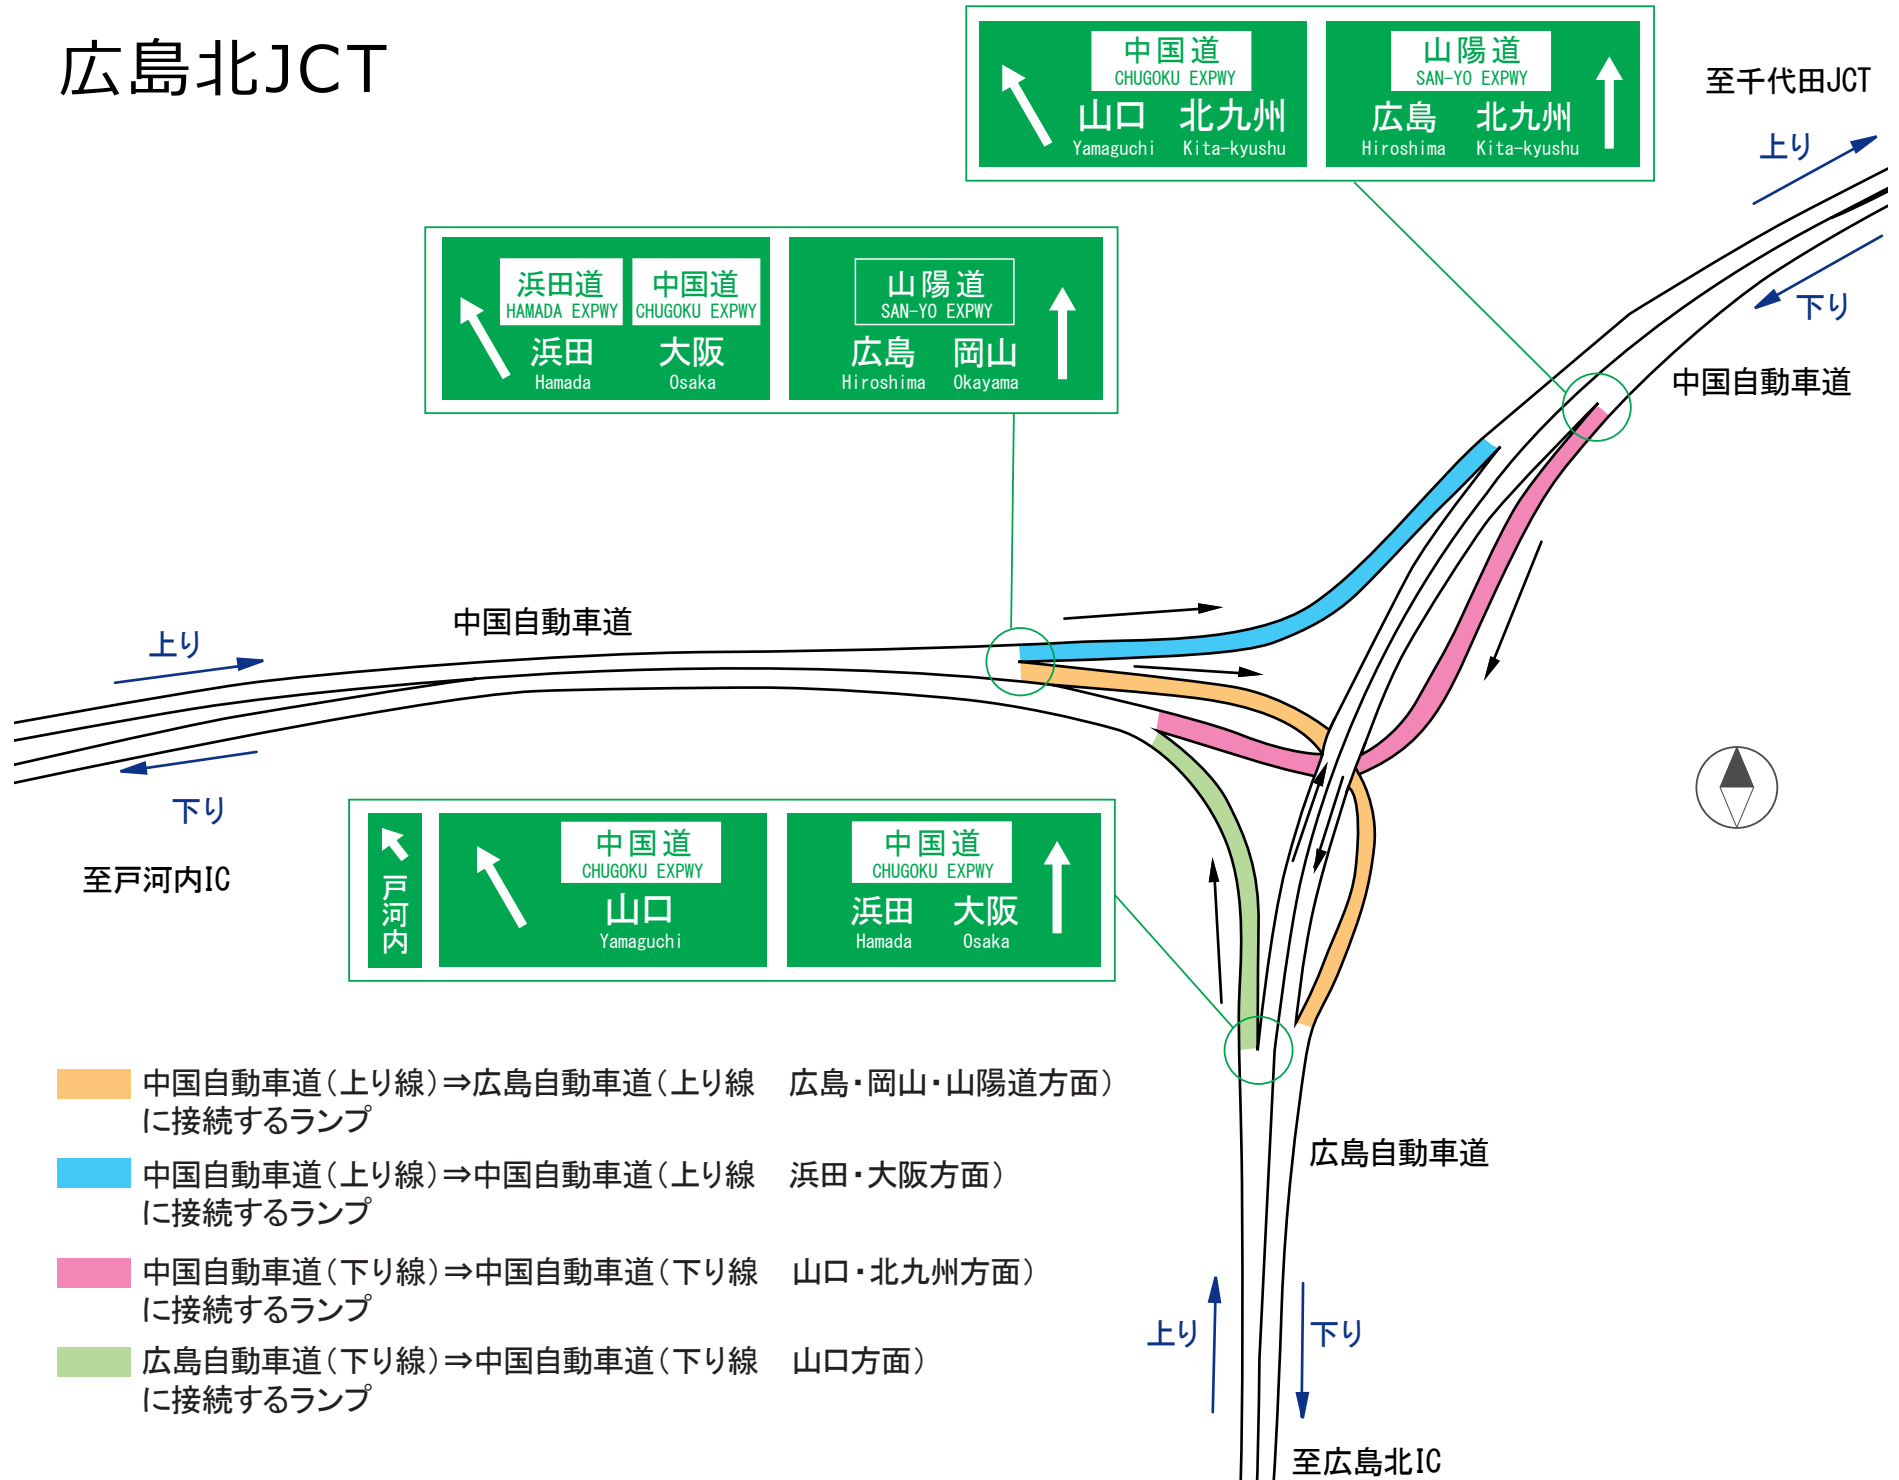 広島北JCT
中国道
CHUGOKU EXPWY
山口 北九州
Yamaguchi Kita-kyushu
山陽道
SAN-YO EXPWY
広島 北九州
Hiroshima Kita-kyushu
至千代田JCT
上り
下り
中国自動車道
浜田道 中国道
HAMADA EXPWY CHUGOKU EXPWY
浜田 大阪
Hamada Osaka
山陽道
SAN-YO EXPWY
広島 岡山
Hiroshima Okayama
中国自動車道
上り
下り
至戸河内IC
戸河内
中国道
CHUGOKU EXPWY
山口
Yamaguchi
中国道
CHUGOKU EXPWY
浜田 大阪
Hamada Osaka
中国自動車道(上り線)⇒広島自動車道(上り線 広島・岡山・山陽道方面)
に接続するランプ
中国自動車道(上り線)⇒中国自動車道(上り線 浜田・大阪方面)
に接続するランプ
中国自動車道(下り線)⇒中国自動車道(下り線 山口・北九州方面)
に接続するランプ
広島自動車道(下り線)⇒中国自動車道(下り線 山口方面)
に接続するランプ
広島自動車道
上り
下り
至広島北IC